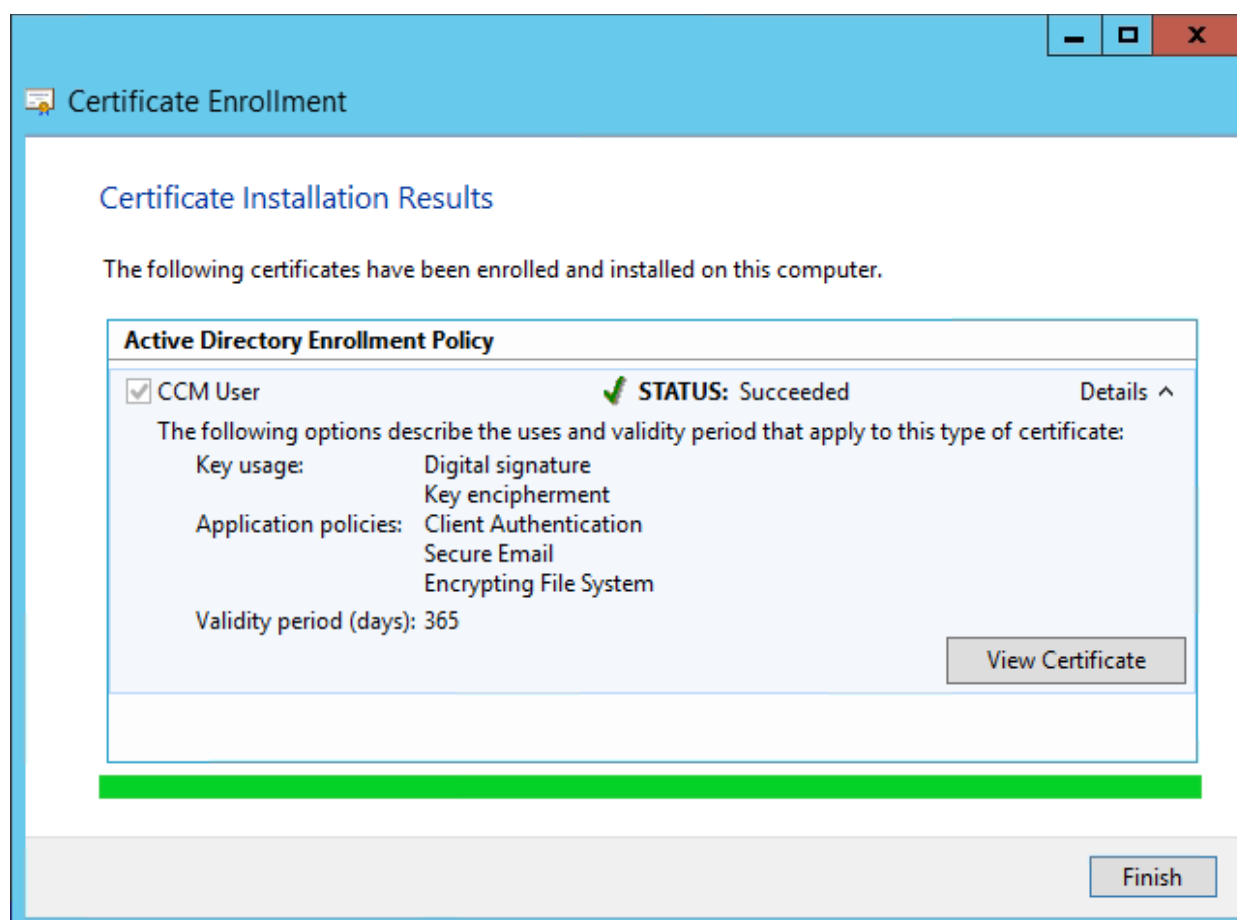 Certificate Enrollment
Certificate Installation Results
The following certificates have been enrolled and installed on this computer.
Active Directory Enrollment Policy
CCM User STATUS: Succeeded Details
The following options describe the uses and validity period that apply to this type of certificate:
Key usage: Digital signature
Key encipherment
Application policies: Client Authentication
Secure Email
Encrypting File System
Validity period (days): 365
View Certificate
Finish